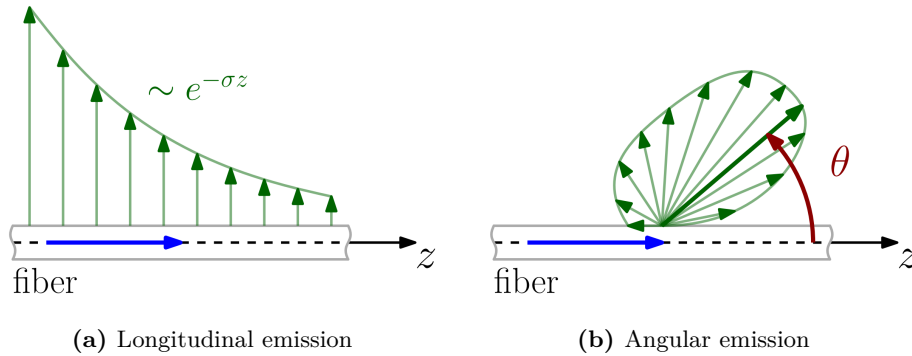 ∼ e^{−σz}
θ
z
z
fiber
fiber
(a) Longitudinal emission
(b) Angular emission